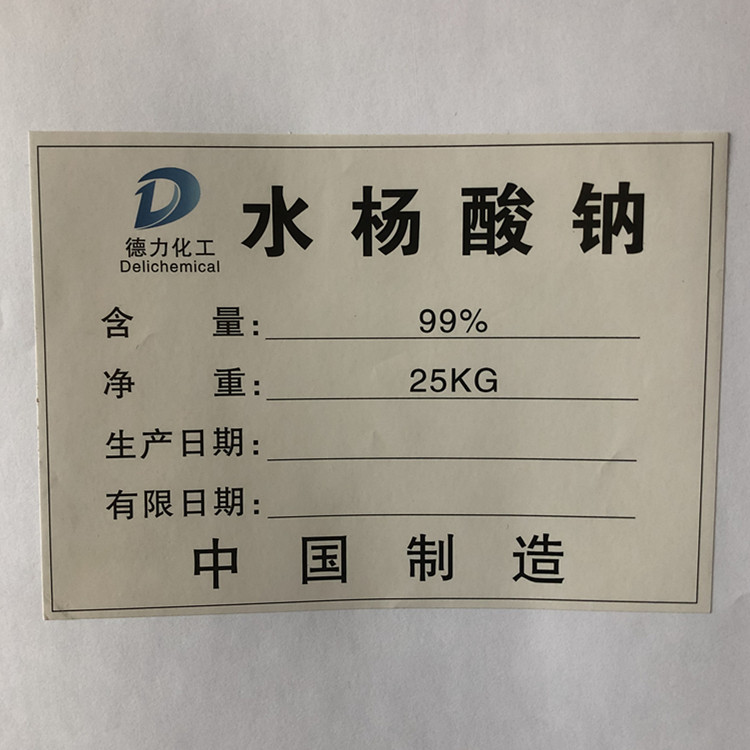 水杨酸钠
德力化工
Delichemical
含量: 99%
净重: 25KG
生产日期:
有限日期:
中国制造